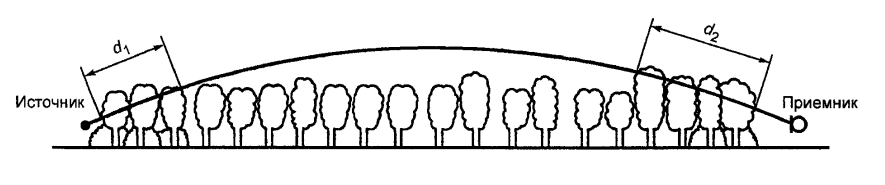 d₁
d₂
Источник
Приемник